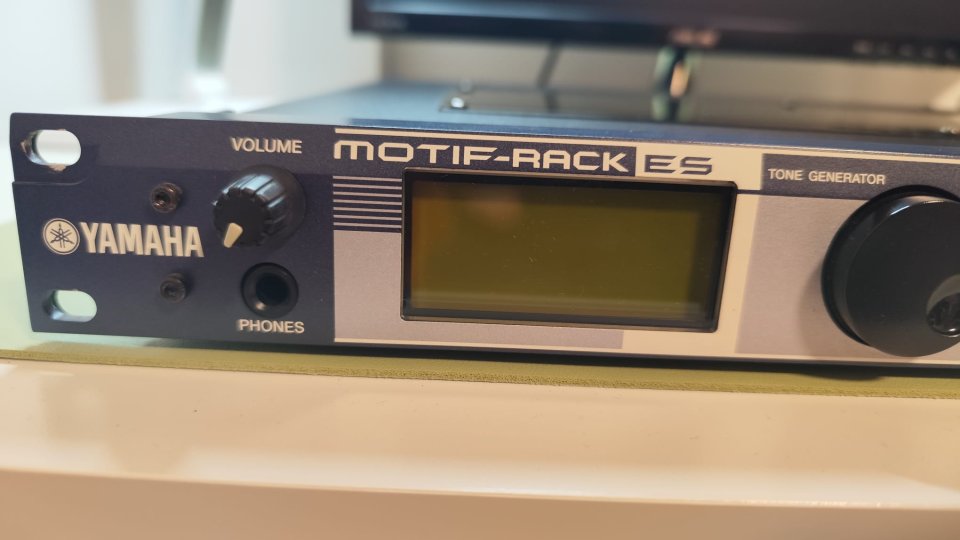 VOLUME
MOTIF-RACK ES
TONE GENERATOR
YAMAHA
PHONES